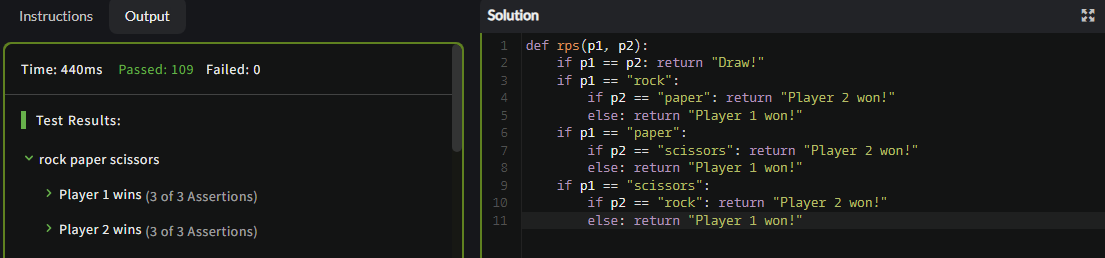 Instructions
Output
Time: 440ms Passed: 109 Failed: 0
Test Results:
rock paper scissors
Player 1 wins (3 of 3 Assertions)
Player 2 wins (3 of 3 Assertions)
Solution
1 def rps(p1, p2):
2     if p1 == p2: return "Draw!"
3     if p1 == "rock":
4         if p2 == "paper": return "Player 2 won!"
5         else: return "Player 1 won!"
6     if p1 == "paper":
7         if p2 == "scissors": return "Player 2 won!"
8         else: return "Player 1 won!"
9     if p1 == "scissors":
10         if p2 == "rock": return "Player 2 won!"
11         else: return "Player 1 won!"